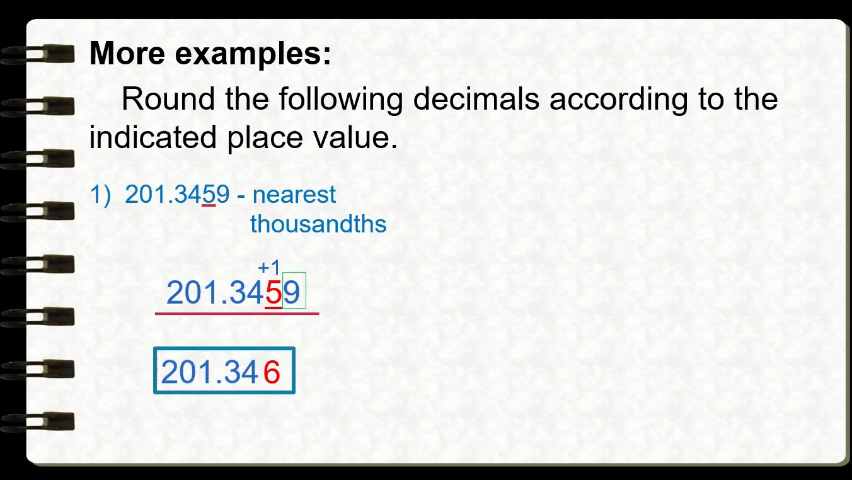 More examples:
Round the following decimals according to the
indicated place value.
1) 201.3459 - nearest
thousandths
+1
201.3459
201.346